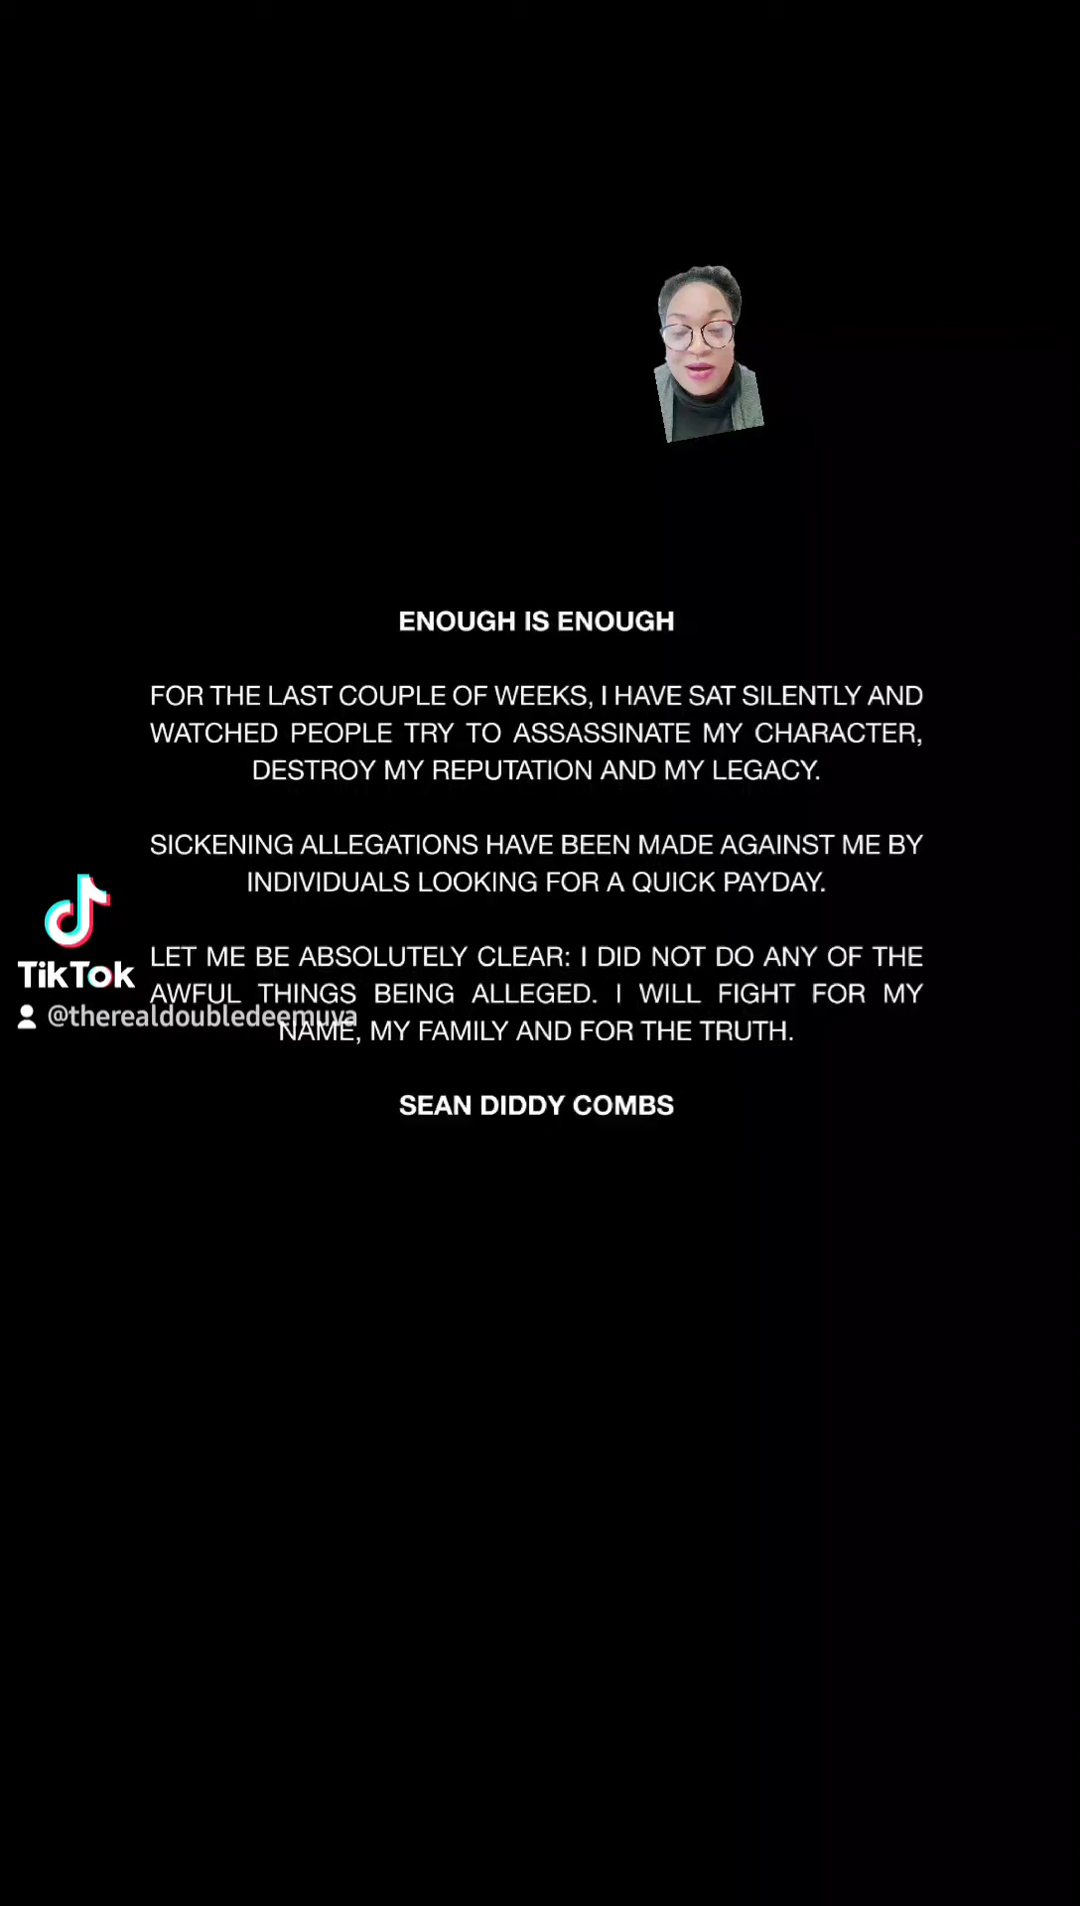 ENOUGH IS ENOUGH
FOR THE LAST COUPLE OF WEEKS, I HAVE SAT SILENTLY AND
WATCHED PEOPLE TRY TO ASSASSINATE MY CHARACTER,
DESTROY MY REPUTATION AND MY LEGACY.
SICKENING ALLEGATIONS HAVE BEEN MADE AGAINST ME BY
INDIVIDUALS LOOKING FOR A QUICK PAYDAY.
LET ME BE ABSOLUTELY CLEAR: I DID NOT DO ANY OF THE
AWFUL THINGS BEING ALLEGED. I WILL FIGHT FOR MY
NAME, MY FAMILY AND FOR THE TRUTH.
SEAN DIDDY COMBS
TikTok
@therealdoubledeemuya